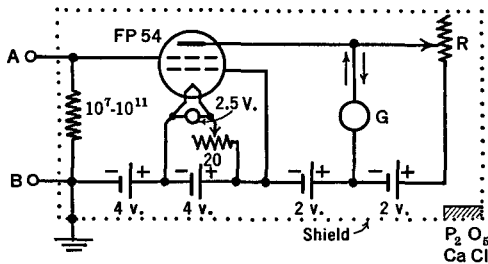 FP 54
A
R
10⁷-10¹¹
2.5 V.
G
20
B
− +
− +
− +
− +
4 v.
4 v.
2 v.
2 v.
Shield
P₂ O₅
Ca Cl